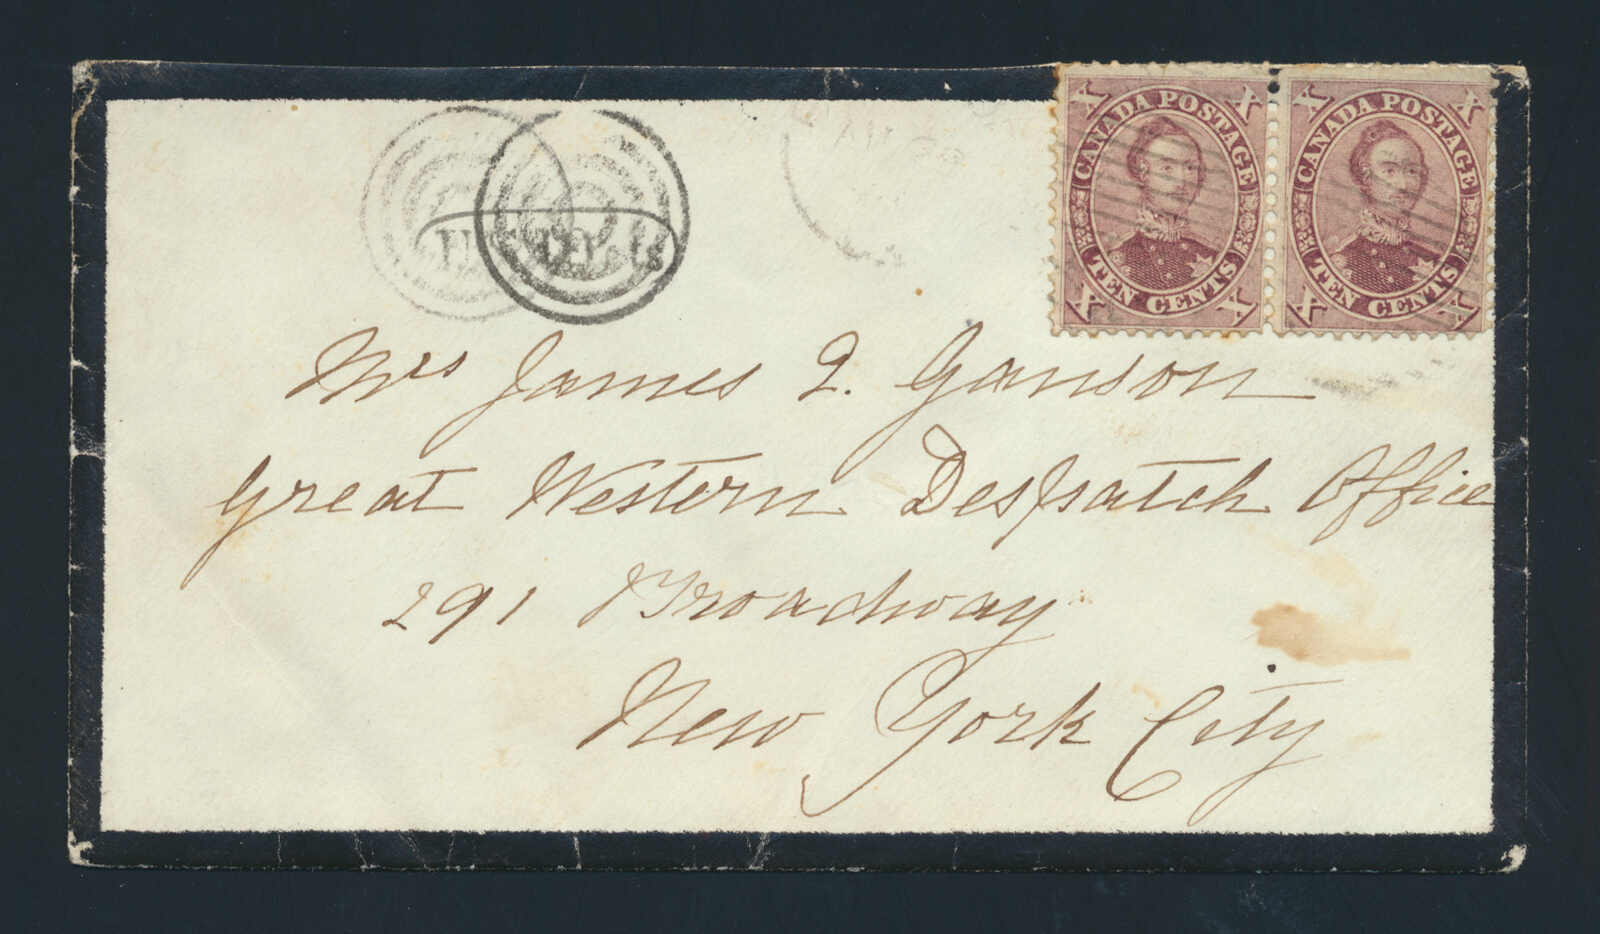 CANADA POSTAGE
X X
TEN CENTS
X X
CANADA POSTAGE
X X
TEN CENTS
X X
Mrs James Q. Ganson
Great Western Despatch Office
291 Broadway
New York City